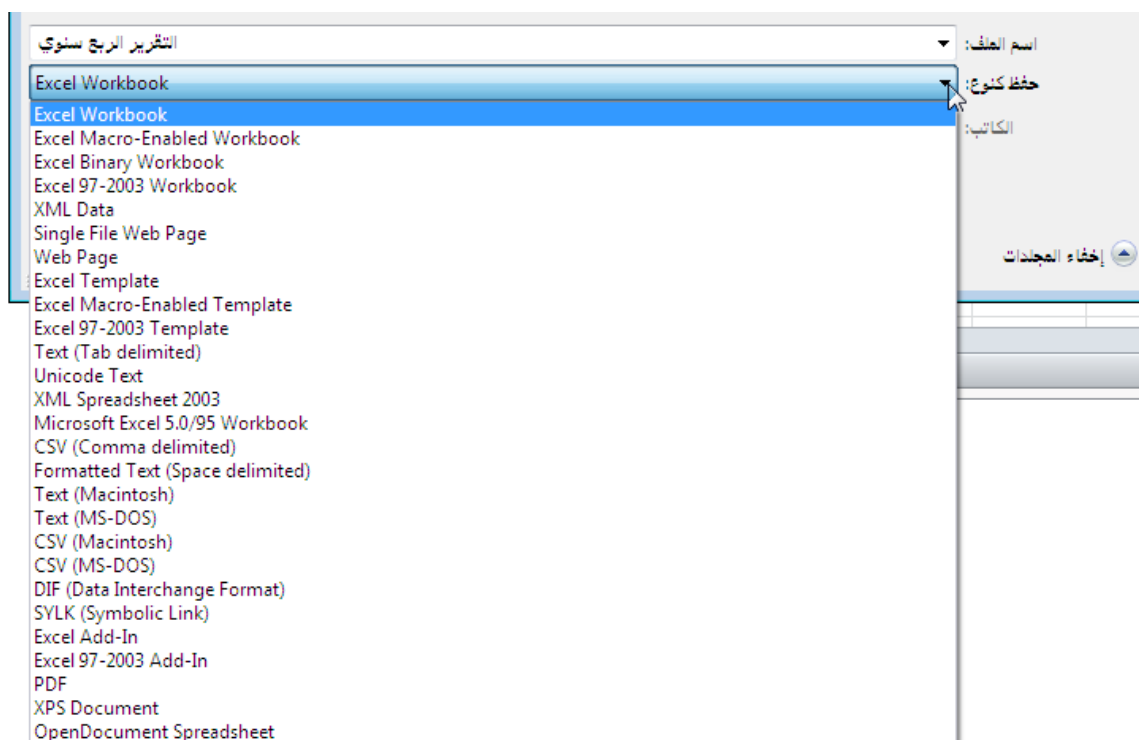 اسم الملف: التقرير الربع سنوي
حفظ كنوع: Excel Workbook
الكاتب:
إخفاء المجلدات
Excel Workbook
Excel Macro-Enabled Workbook
Excel Binary Workbook
Excel 97-2003 Workbook
XML Data
Single File Web Page
Web Page
Excel Template
Excel Macro-Enabled Template
Excel 97-2003 Template
Text (Tab delimited)
Unicode Text
XML Spreadsheet 2003
Microsoft Excel 5.0/95 Workbook
CSV (Comma delimited)
Formatted Text (Space delimited)
Text (Macintosh)
Text (MS-DOS)
CSV (Macintosh)
CSV (MS-DOS)
DIF (Data Interchange Format)
SYLK (Symbolic Link)
Excel Add-In
Excel 97-2003 Add-In
PDF
XPS Document
OpenDocument Spreadsheet